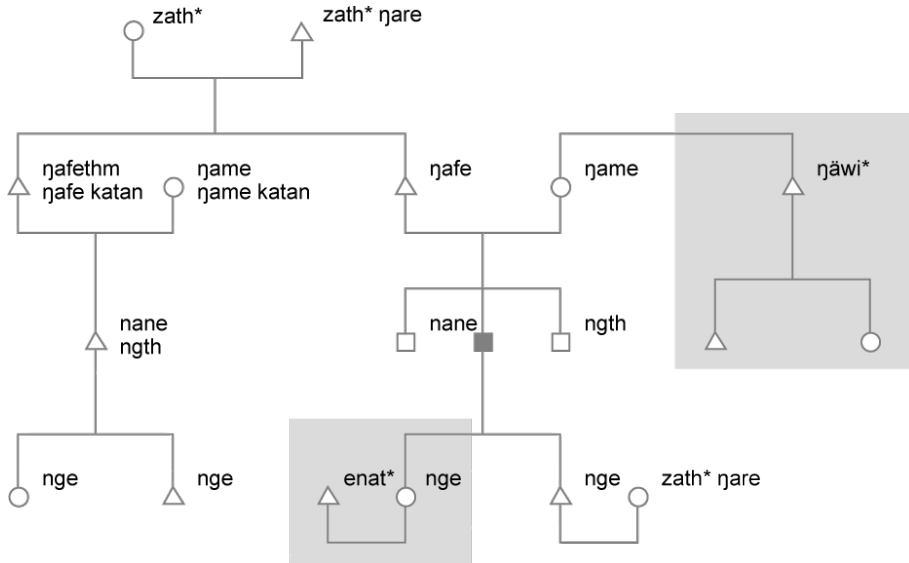 zath*
zath* ŋare
ŋafethm
ŋafe katan
ŋame
ŋame katan
ŋafe
ŋame
ŋäwi*
nane
ngth
nane
ngth
nge
nge
enat*
nge
nge
zath* ŋare